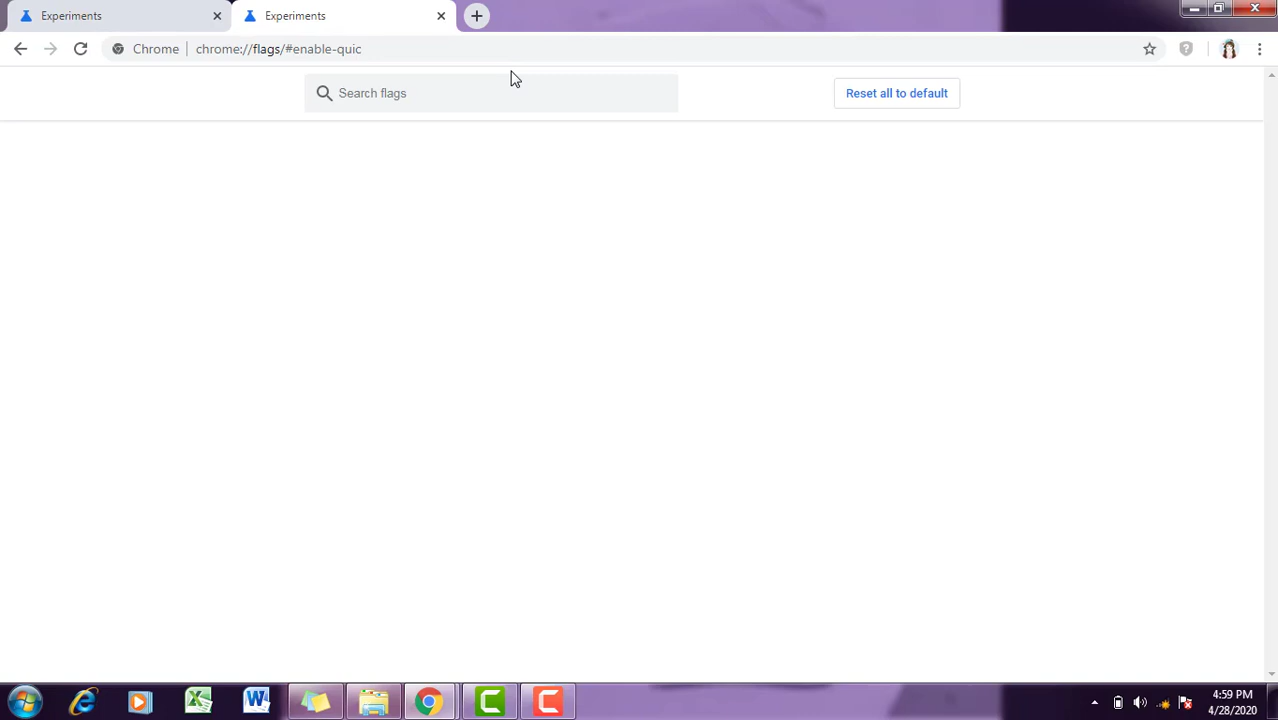 Experiments
Experiments
Chrome
chrome://flags/#enable-quic
Search flags
Reset all to default
4:59 PM
4/28/2020